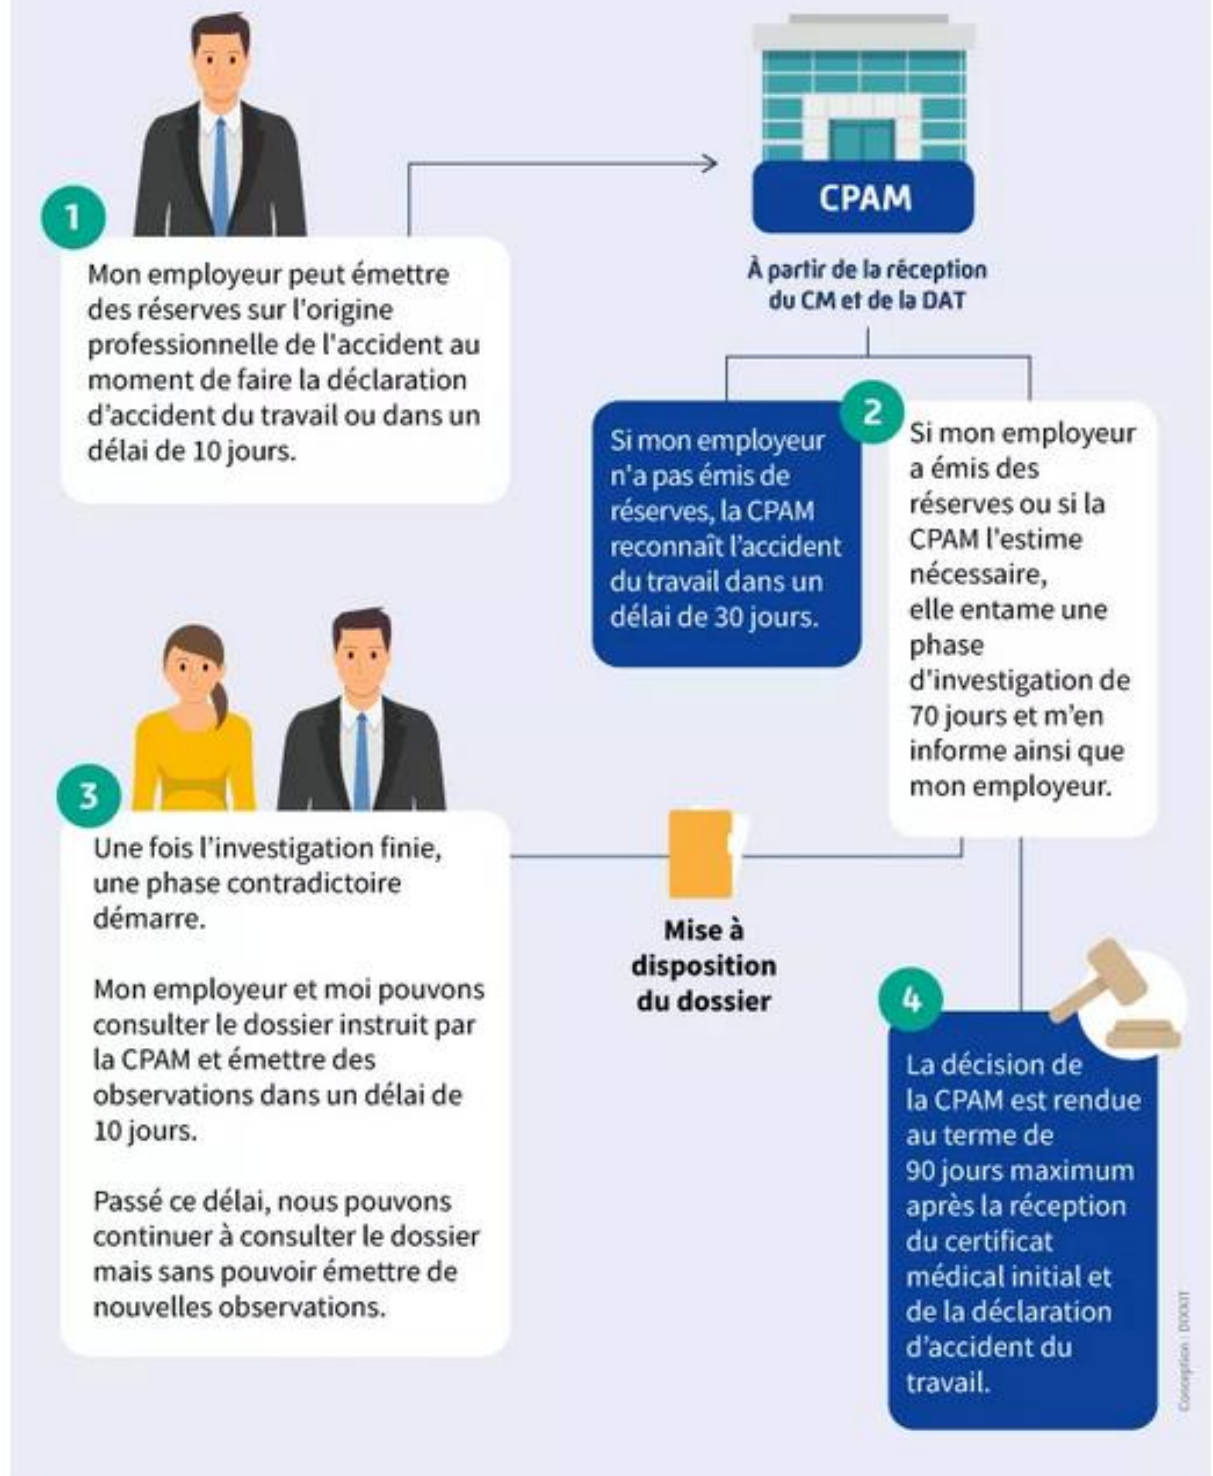 1
Mon employeur peut émettre
des réserves sur l'origine
professionnelle de l'accident au
moment de faire la déclaration
d'accident du travail ou dans un
délai de 10 jours.
CPAM
À partir de la réception
du CM et de la DAT
Si mon employeur
n'a pas émis de
réserves, la CPAM
reconnaît l'accident
du travail dans un
délai de 30 jours.
2
Si mon employeur
a émis des
réserves ou si la
CPAM l'estime
nécessaire,
elle entame une
phase
d'investigation de
70 jours et m'en
informe ainsi que
mon employeur.
3
Une fois l'investigation finie,
une phase contradictoire
démarre.
Mon employeur et moi pouvons
consulter le dossier instruit par
la CPAM et émettre des
observations dans un délai de
10 jours.
Passé ce délai, nous pouvons
continuer à consulter le dossier
mais sans pouvoir émettre de
nouvelles observations.
Mise à
disposition
du dossier
4
La décision de
la CPAM est rendue
au terme de
90 jours maximum
après la réception
du certificat
médical initial et
de la déclaration
d'accident du
travail.
Conception :